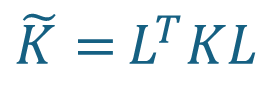 K̃ = LᵀKL